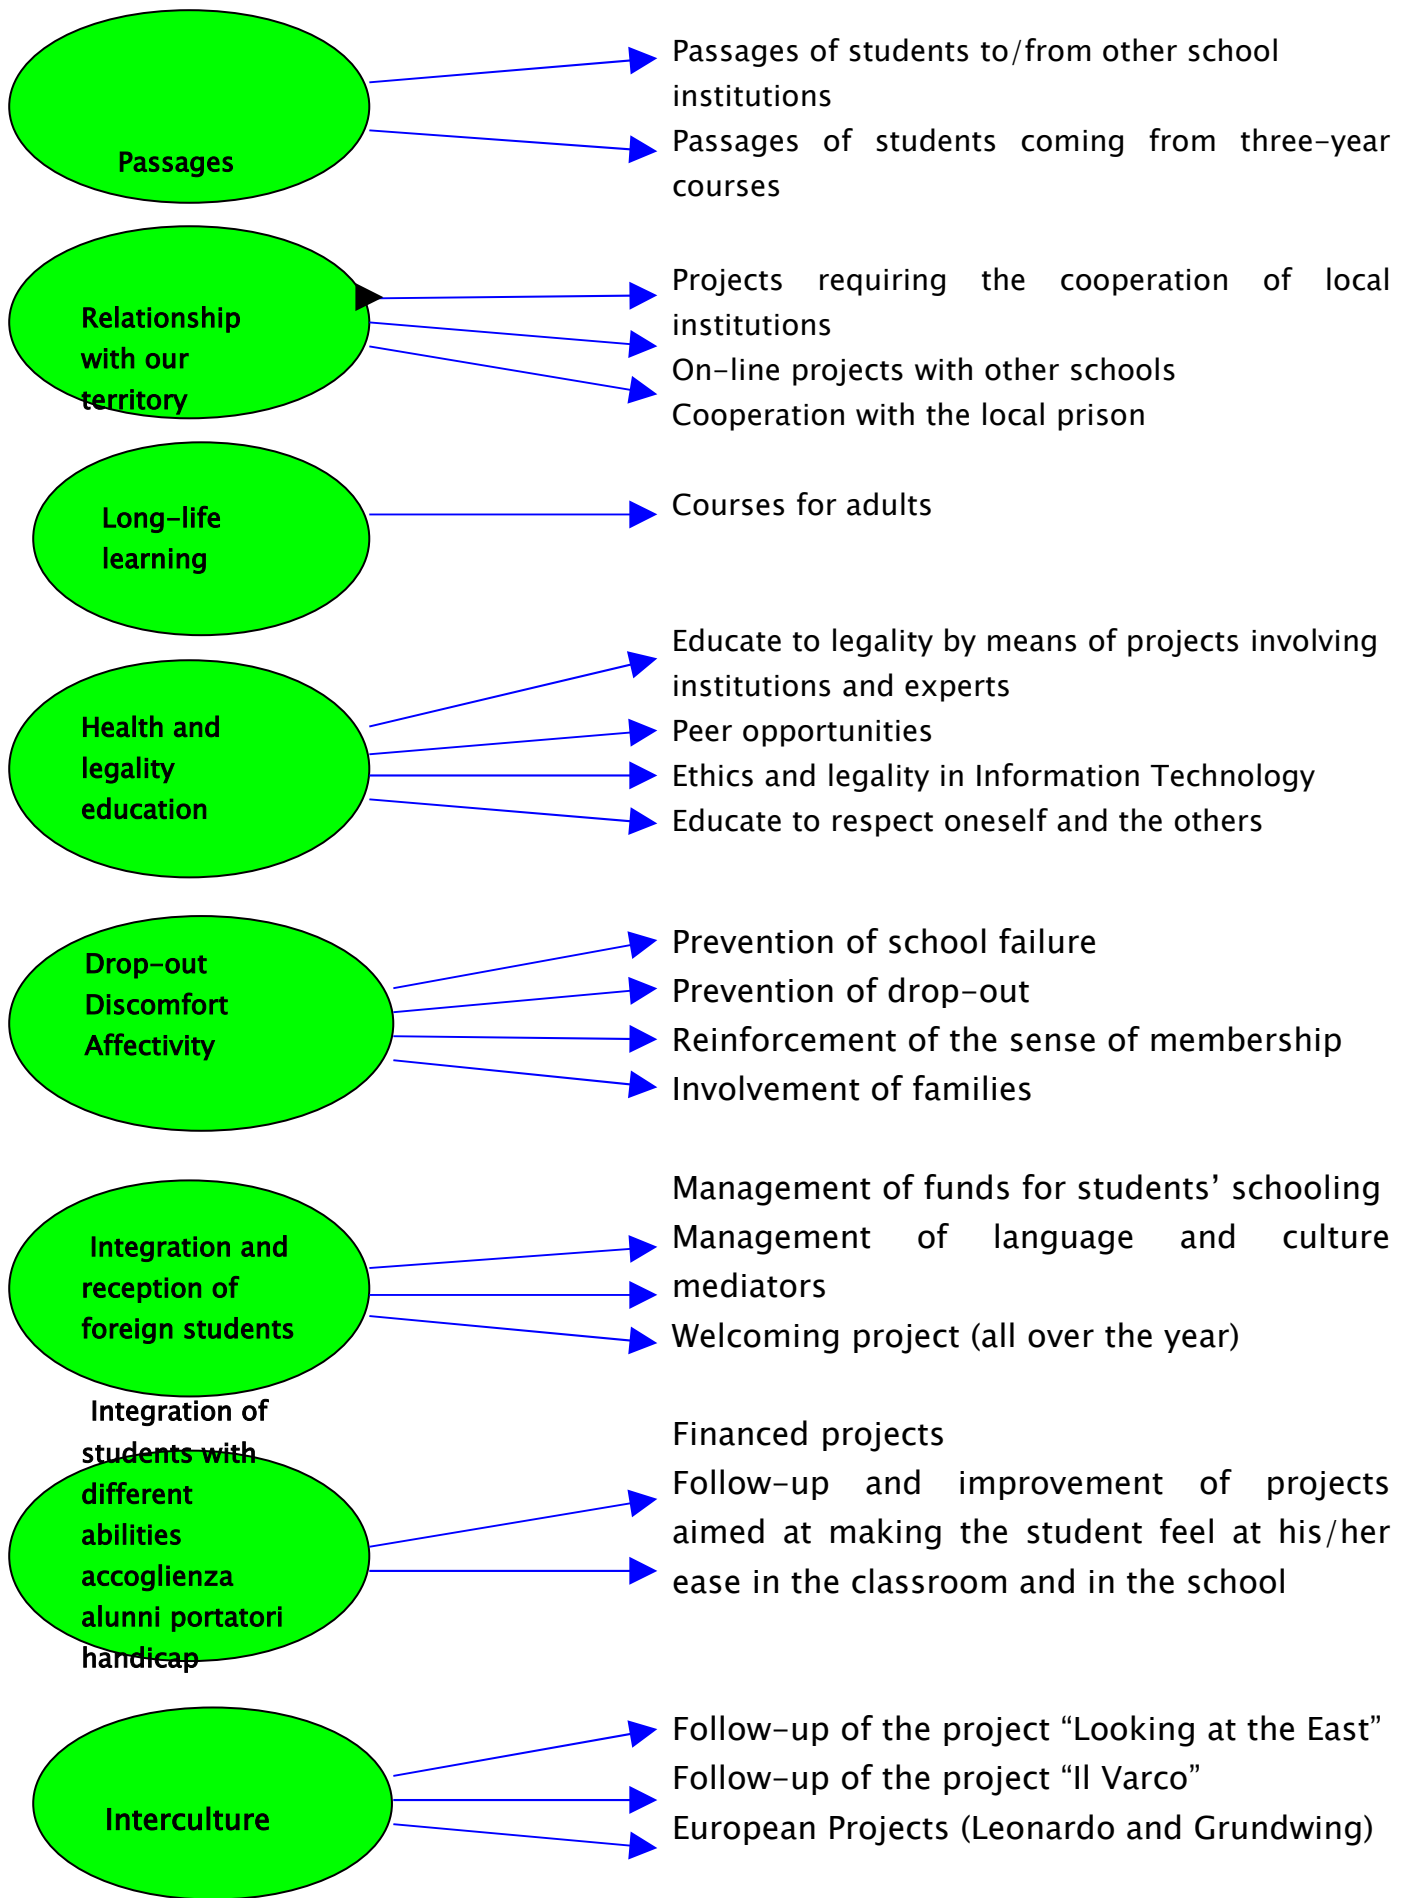 Passages of students to/from other school
institutions
Passages of students coming from three-year
courses
Passages
Projects requiring the cooperation of local
institutions
On-line projects with other schools
Cooperation with the local prison
Relationship
with our
territory
Courses for adults
Long-life
learning
Educate to legality by means of projects involving
institutions and experts
Peer opportunities
Ethics and legality in Information Technology
Educate to respect oneself and the others
Health and
legality
education
Prevention of school failure
Prevention of drop-out
Reinforcement of the sense of membership
Involvement of families
Drop-out
Discomfort
Affectivity
Management of funds for students’ schooling
Management of language and culture
mediators
Welcoming project (all over the year)
Integration and
reception of
foreign students
Financed projects
Follow-up and improvement of projects
aimed at making the student feel at his/her
ease in the classroom and in the school
Integration of
students with
different
abilities
accoglienza
alunni portatori
handicap
Follow-up of the project “Looking at the East”
Follow-up of the project “Il Varco”
European Projects (Leonardo and Grundwing)
Interculture